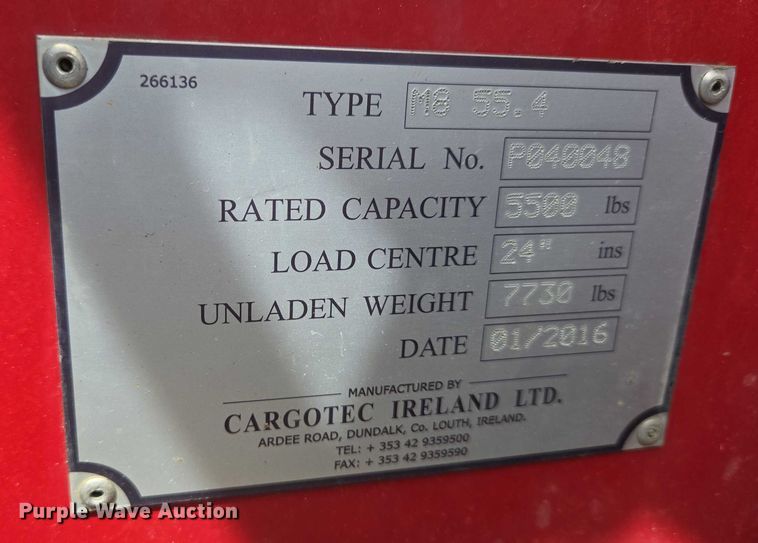 266136
TYPE M8 55.4
SERIAL No. P040048
RATED CAPACITY 5500 lbs
LOAD CENTRE 24" ins
UNLADEN WEIGHT 7730 lbs
DATE 01/2016
MANUFACTURED BY
CARGOTEC IRELAND LTD.
ARDEE ROAD, DUNDALK, Co. LOUTH, IRELAND.
TEL: + 353 42 9359500
FAX: + 353 42 9359590
Purple Wave Auction